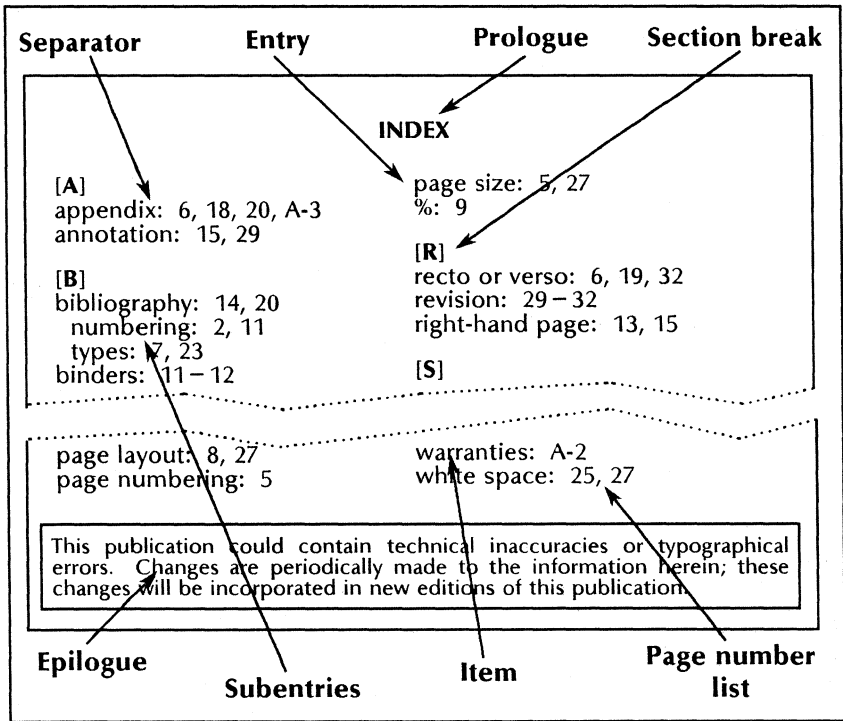 Separator Entry Prologue Section break
INDEX
[A]
appendix: 6, 18, 20, A-3
annotation: 15, 29
[B]
bibliography: 14, 20
numbering: 2, 11
types: 7, 23
binders: 11–12
page size: 5, 27
%: 9
[R]
recto or verso: 6, 19, 32
revision: 29–32
right-hand page: 13, 15
[S]
page layout: 8, 27
page numbering: 5
warranties: A-2
white space: 25, 27
This publication could contain technical inaccuracies or typographical
errors. Changes are periodically made to the information herein; these
changes will be incorporated in new editions of this publication.
Epilogue
Subentries
Item
Page number
list